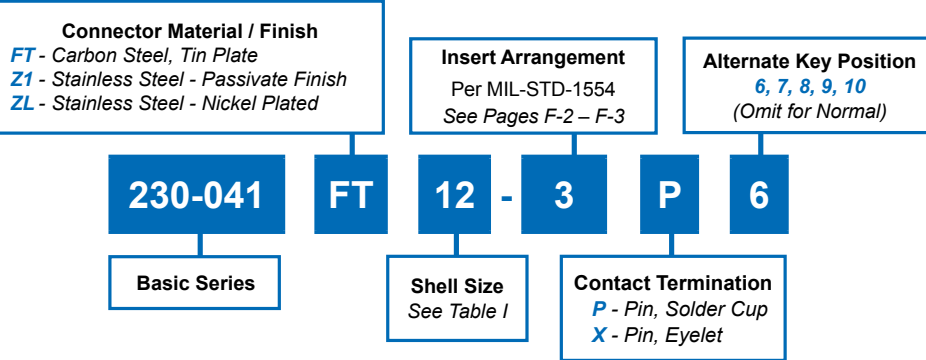 Connector Material / Finish
FT - Carbon Steel, Tin Plate
Z1 - Stainless Steel - Passivate Finish
ZL - Stainless Steel - Nickel Plated
Insert Arrangement
Per MIL-STD-1554
See Pages F-2 – F-3
Alternate Key Position
6, 7, 8, 9, 10
(Omit for Normal)
230-041 FT 12 - 3 P 6
Basic Series
Shell Size
See Table I
Contact Termination
P - Pin, Solder Cup
X - Pin, Eyelet